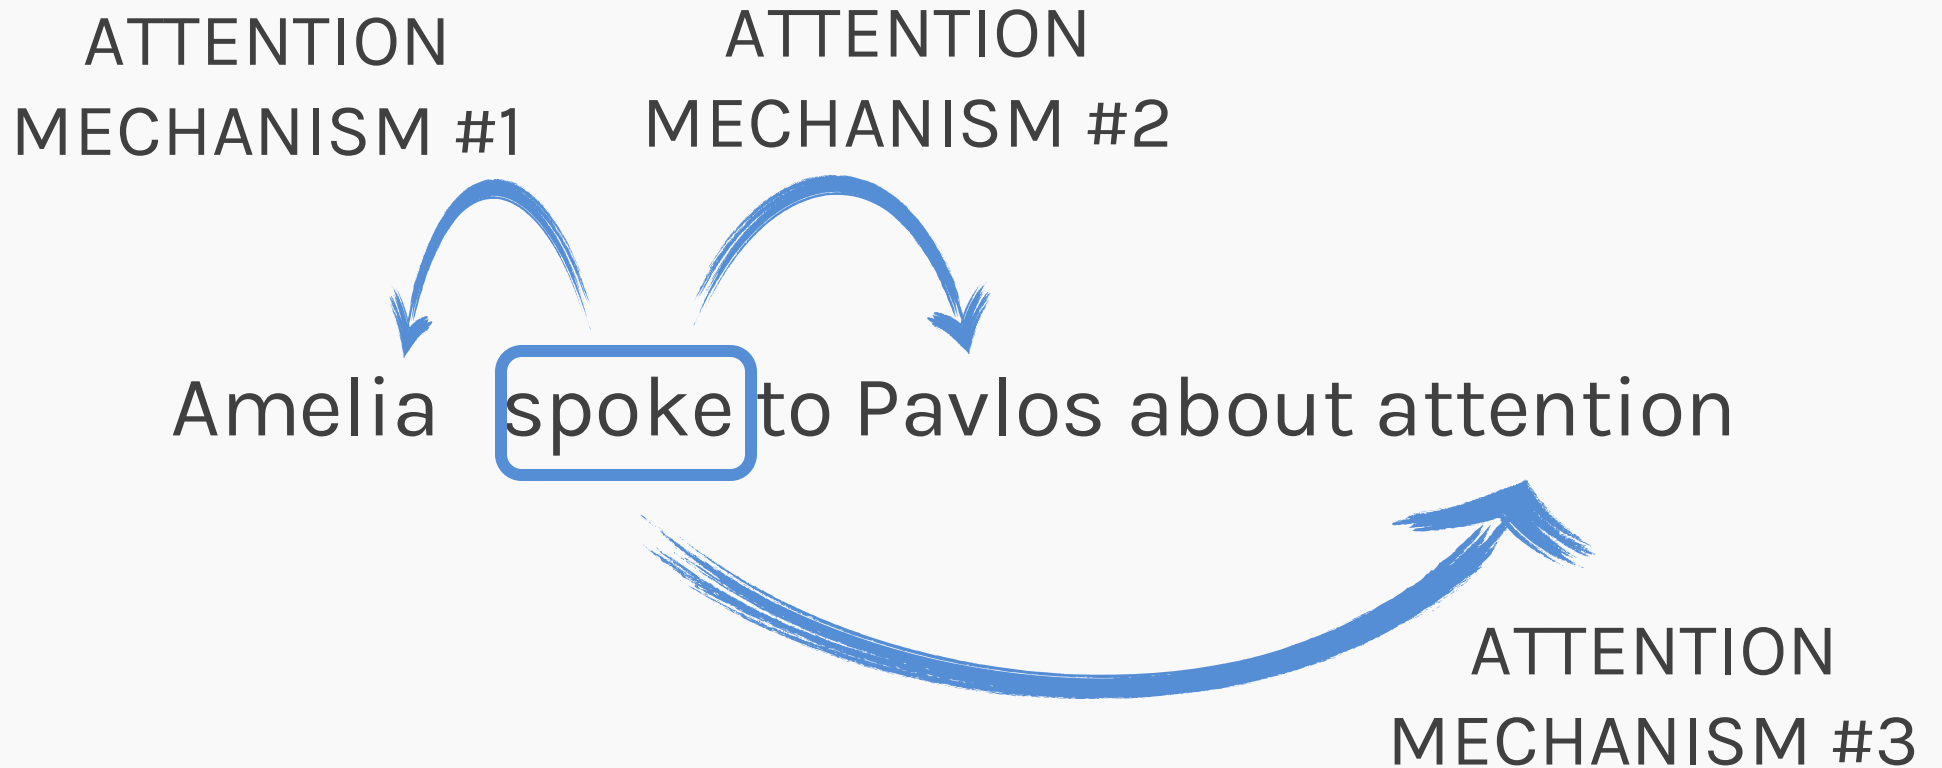 ATTENTION
MECHANISM #1
ATTENTION
MECHANISM #2
Amelia spoke to Pavlos about attention
ATTENTION
MECHANISM #3